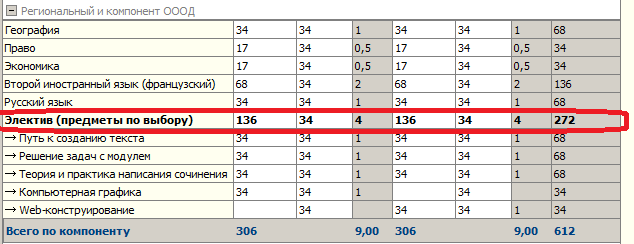 Региональный и компонент ОООД
География 34 34 1 34 34 1 68
Право 17 34 0,5 17 34 0,5 34
Экономика 17 34 0,5 17 34 0,5 34
Второй иностранный язык (французский) 68 34 2 68 34 2 136
Русский язык 34 34 1 34 34 1 68
Электив (предметы по выбору) 136 34 4 136 34 4 272
→ Путь к созданию текста 34 34 1 34 34 1 68
→ Решение задач с модулем 34 34 1 34 34 1 68
→ Теория и практика написания сочинения 34 34 1 34 34 1 68
→ Компьютерная графика 34 34 1 34 34
→ Web-конструирование 34 34 34 1 34
Всего по компоненту 306 9,00 306 9,00 612